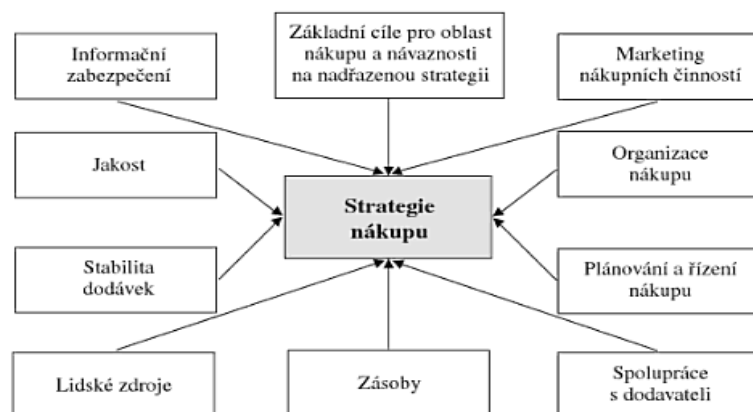 Informační
zabezpečení
Základní cíle pro oblast
nákupu a návaznosti
na nadřazenou strategii
Marketing
nákupních činností
Jakost
Organizace
nákupu
Strategie
nákupu
Stabilita
dodávek
Plánování a řízení
nákupu
Lidské zdroje
Zásoby
Spolupráce
s dodavateli